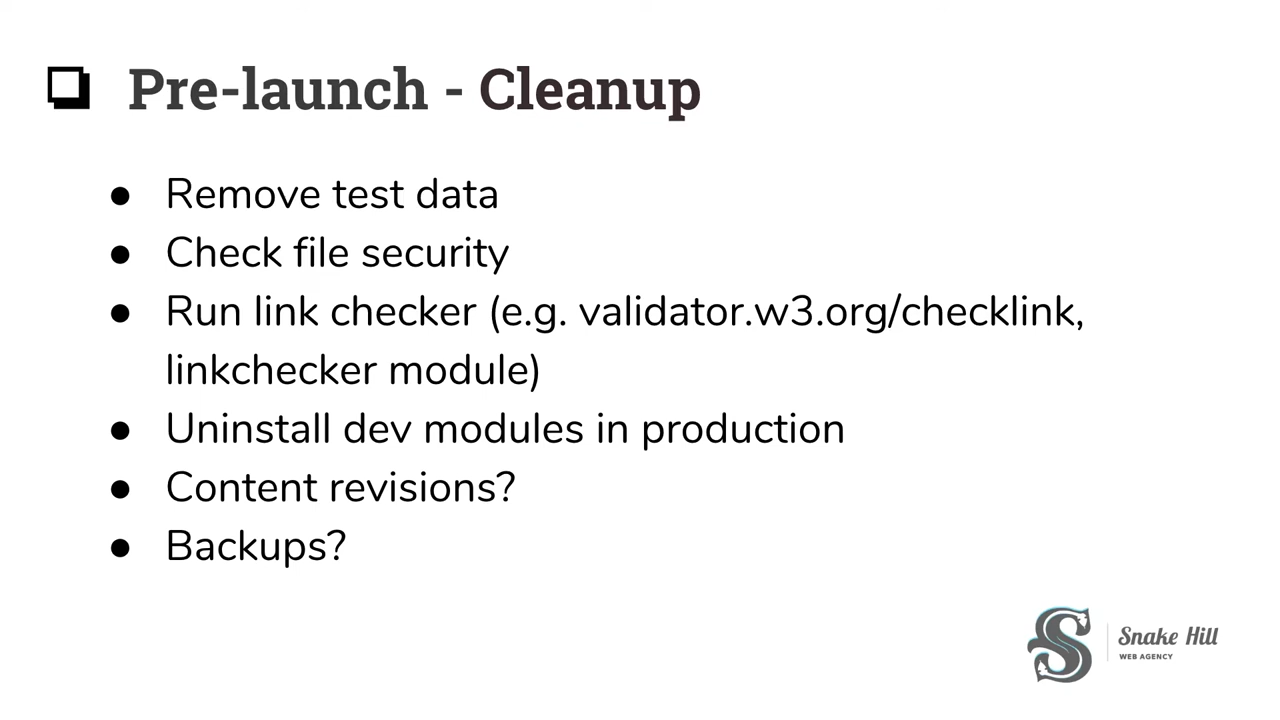 ❏ Pre-launch - Cleanup
● Remove test data
● Check file security
● Run link checker (e.g. validator.w3.org/checklink,
linkchecker module)
● Uninstall dev modules in production
● Content revisions?
● Backups?
S
Snake Hill
WEB AGENCY